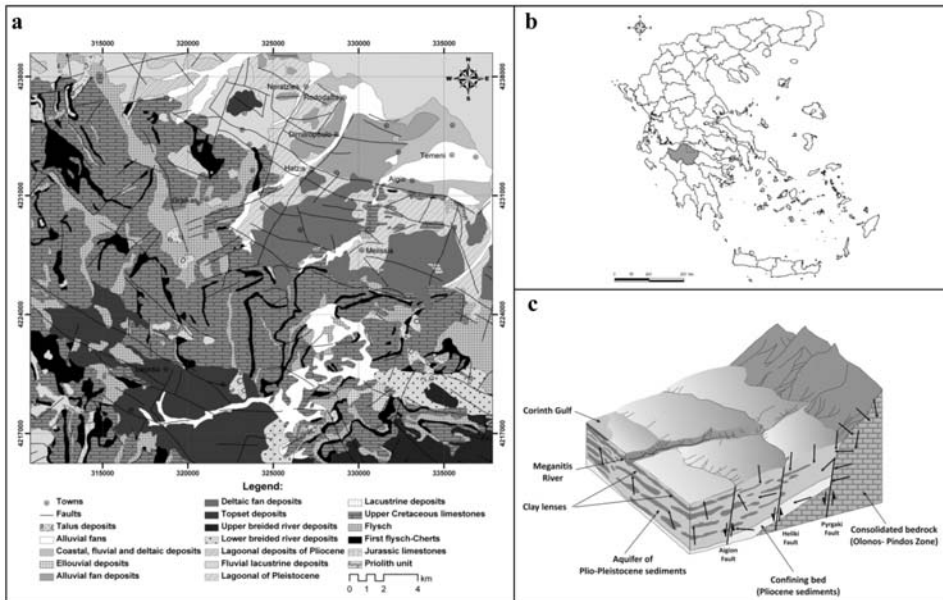 a
315000 320000 325000 330000 335000
4238000
4231000
4224000
4217000
N
W E
S
Neratzies
Dimitropoulo
Temeni
Aigio
Melissia
Legend:
Towns
Faults
Talus deposits
Alluvial fans
Coastal, fluvial and deltaic deposits
Ellouvial deposits
Alluvial fan deposits
Deltaic fan deposits
Topset deposits
Upper breided river deposits
Lower breided river deposits
Lagoonal deposits of Pliocene
Fluvial lacustrine deposits
Lagoonal of Pleistocene
Lacustrine deposits
Upper Cretaceous limestones
Flysch
First flysch-Cherts
Jurassic limestones
Priolith unit
km
0 1 2 4
b
c
Corinth Gulf
Meganitis
River
Clay lenses
Aquifer of
Plio-Pleistocene sediments
Aigion
Fault
Heliki
Fault
Pyrgaki
Fault
Confining bed
(Pliocene sediments)
Consolidated bedrock
(Olonos- Pindos Zone)